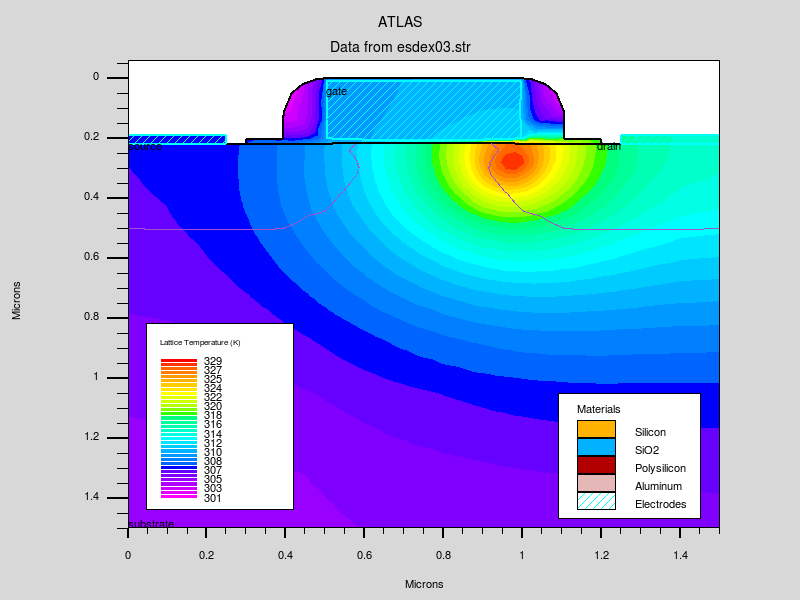 ATLAS
Data from esdex03.str
Microns
0
0.2
0.4
0.6
0.8
1
1.2
1.4
gate
source
drain
substrate
Lattice Temperature (K)
329
327
325
324
322
320
318
316
314
312
310
308
307
305
303
301
Materials
Silicon
SiO2
Polysilicon
Aluminum
Electrodes
0 0.2 0.4 0.6 0.8 1 1.2 1.4
Microns